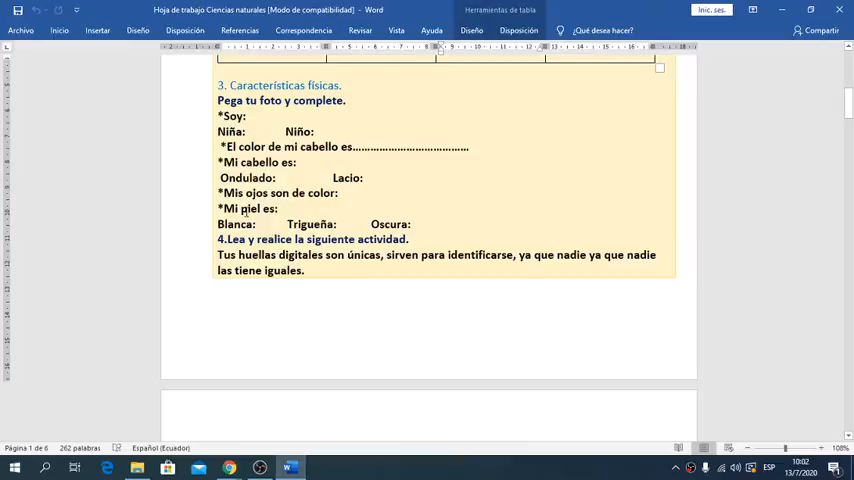 Hoja de trabajo Ciencias naturales [Modo de compatibilidad] - Word
Herramientas de tabla
Inic. ses.
Archivo Inicio Insertar Diseño Disposición Referencias Correspondencia Revisar Vista Ayuda Diseño Disposición ¿Qué desea hacer? Compartir
3. Características físicas.
Pega tu foto y complete.
*Soy:
Niña: Niño:
*El color de mi cabello es…………………………………
*Mi cabello es:
Ondulado: Lacio:
*Mis ojos son de color:
*Mi piel es:
Blanca: Trigueña: Oscura:
4.Lea y realice la siguiente actividad.
Tus huellas digitales son únicas, sirven para identificarse, ya que nadie ya que nadie
las tiene iguales.
Página 1 de 6 262 palabras Español (Ecuador) 108%
ESP
10:02
13/7/2020